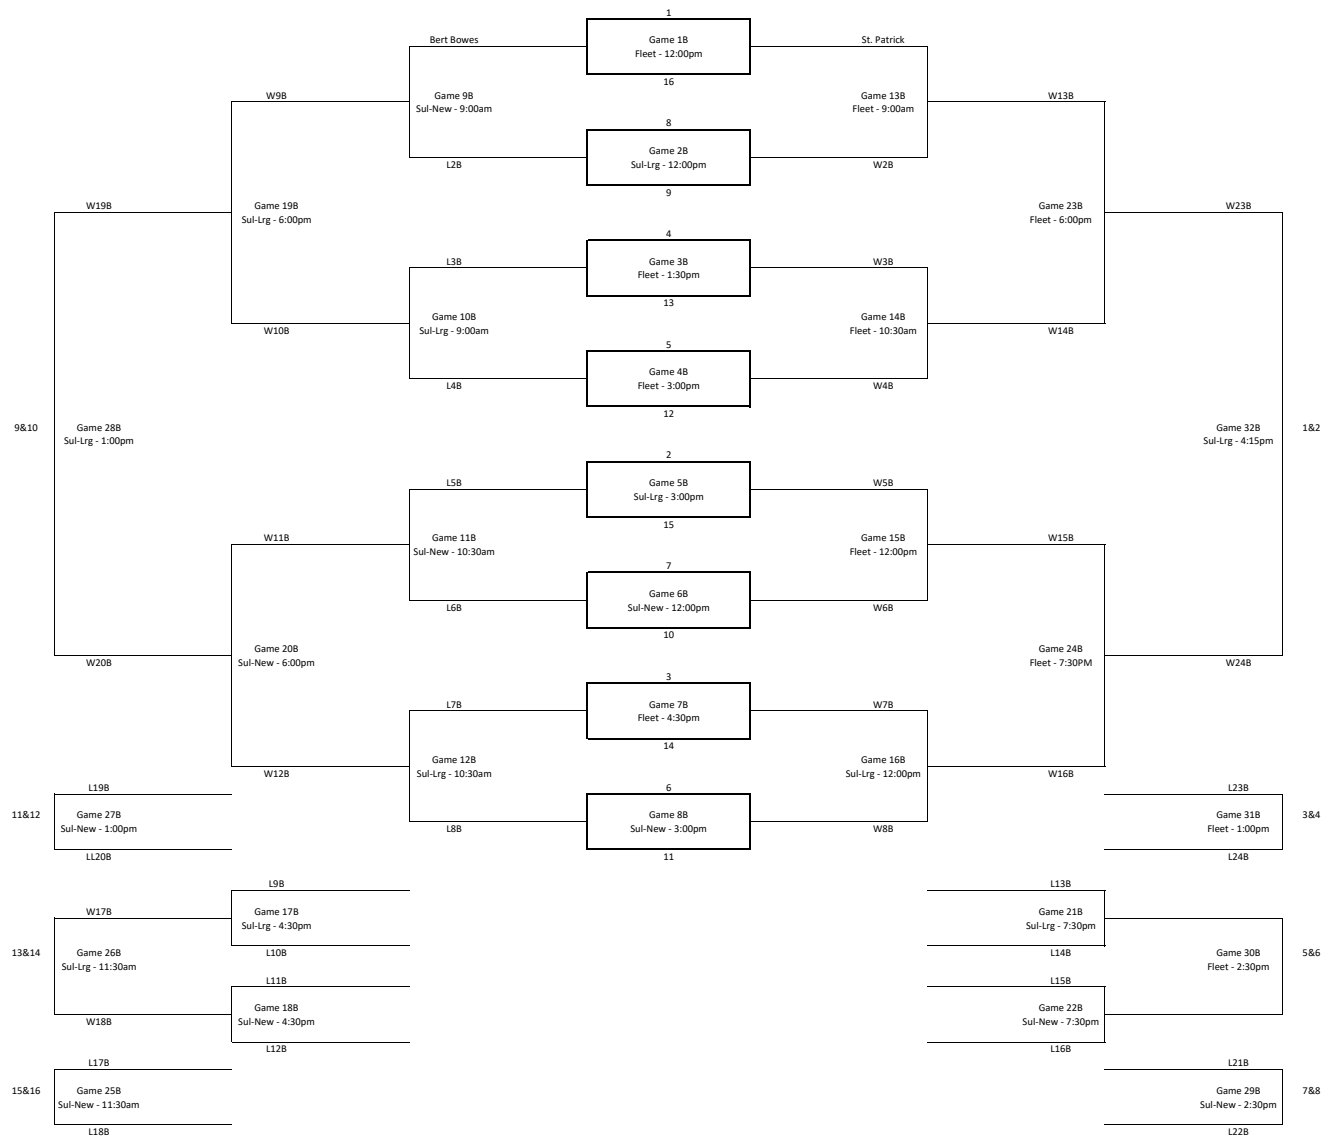 1
Bert Bowes
Game 1B
Fleet - 12:00pm
St. Patrick
16
W9B
Game 9B
Sul-New - 9:00am
Game 13B
Fleet - 9:00am
W13B
8
L2B
Game 2B
Sul-Lrg - 12:00pm
W2B
9
W19B
Game 19B
Sul-Lrg - 6:00pm
Game 23B
Fleet - 6:00pm
W23B
4
L3B
Game 3B
Fleet - 1:30pm
W3B
13
W10B
Game 10B
Sul-Lrg - 9:00am
Game 14B
Fleet - 10:30am
W14B
5
L4B
Game 4B
Fleet - 3:00pm
W4B
12
9&10
Game 28B
Sul-Lrg - 1:00pm
Game 32B
Sul-Lrg - 4:15pm
1&2
2
L5B
Game 5B
Sul-Lrg - 3:00pm
W5B
15
W11B
Game 11B
Sul-New - 10:30am
Game 15B
Fleet - 12:00pm
W15B
7
L6B
Game 6B
Sul-New - 12:00pm
W6B
10
W20B
Game 20B
Sul-New - 6:00pm
Game 24B
Fleet - 7:30PM
W24B
3
L7B
Game 7B
Fleet - 4:30pm
W7B
14
W12B
Game 12B
Sul-Lrg - 10:30am
Game 16B
Sul-Lrg - 12:00pm
W16B
6
L8B
Game 8B
Sul-New - 3:00pm
W8B
11
L19B
11&12
Game 27B
Sul-New - 1:00pm
LL20B
L23B
Game 31B
Fleet - 1:00pm
3&4
L24B
L9B
W17B
Game 17B
Sul-Lrg - 4:30pm
L10B
13&14
Game 26B
Sul-Lrg - 11:30am
L11B
W18B
Game 18B
Sul-New - 4:30pm
L12B
L13B
Game 21B
Sul-Lrg - 7:30pm
L14B
Game 30B
Fleet - 2:30pm
5&6
L15B
Game 22B
Sul-New - 7:30pm
L16B
L17B
15&16
Game 25B
Sul-New - 11:30am
L18B
L21B
Game 29B
Sul-New - 2:30pm
7&8
L22B